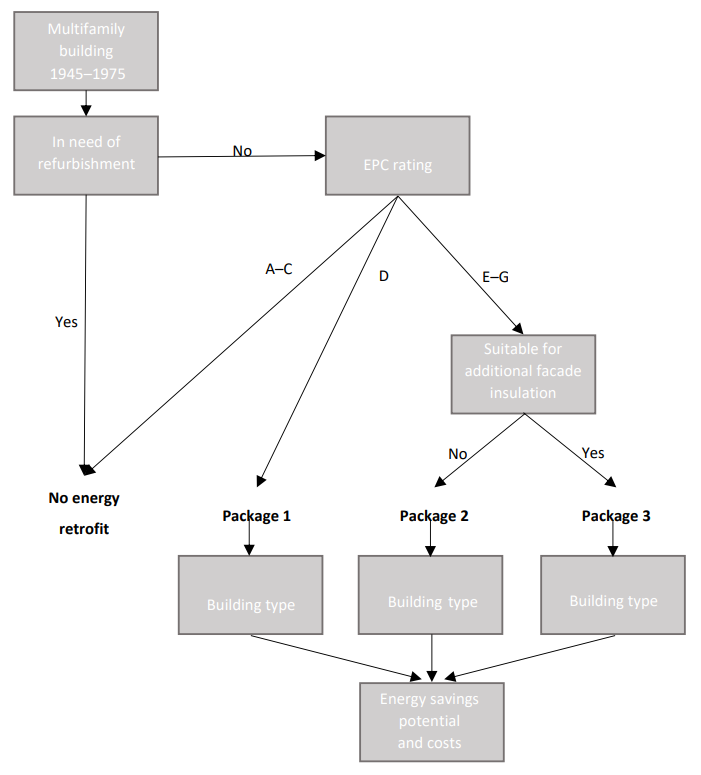 Multifamily
building
1945–1975
In need of
refurbishment
No
EPC rating
A–C
D
E–G
Yes
Suitable for
additional facade
insulation
No
Yes
No energy
retrofit
Package 1
Package 2
Package 3
Building type
Building type
Building type
Energy savings
potential
and costs